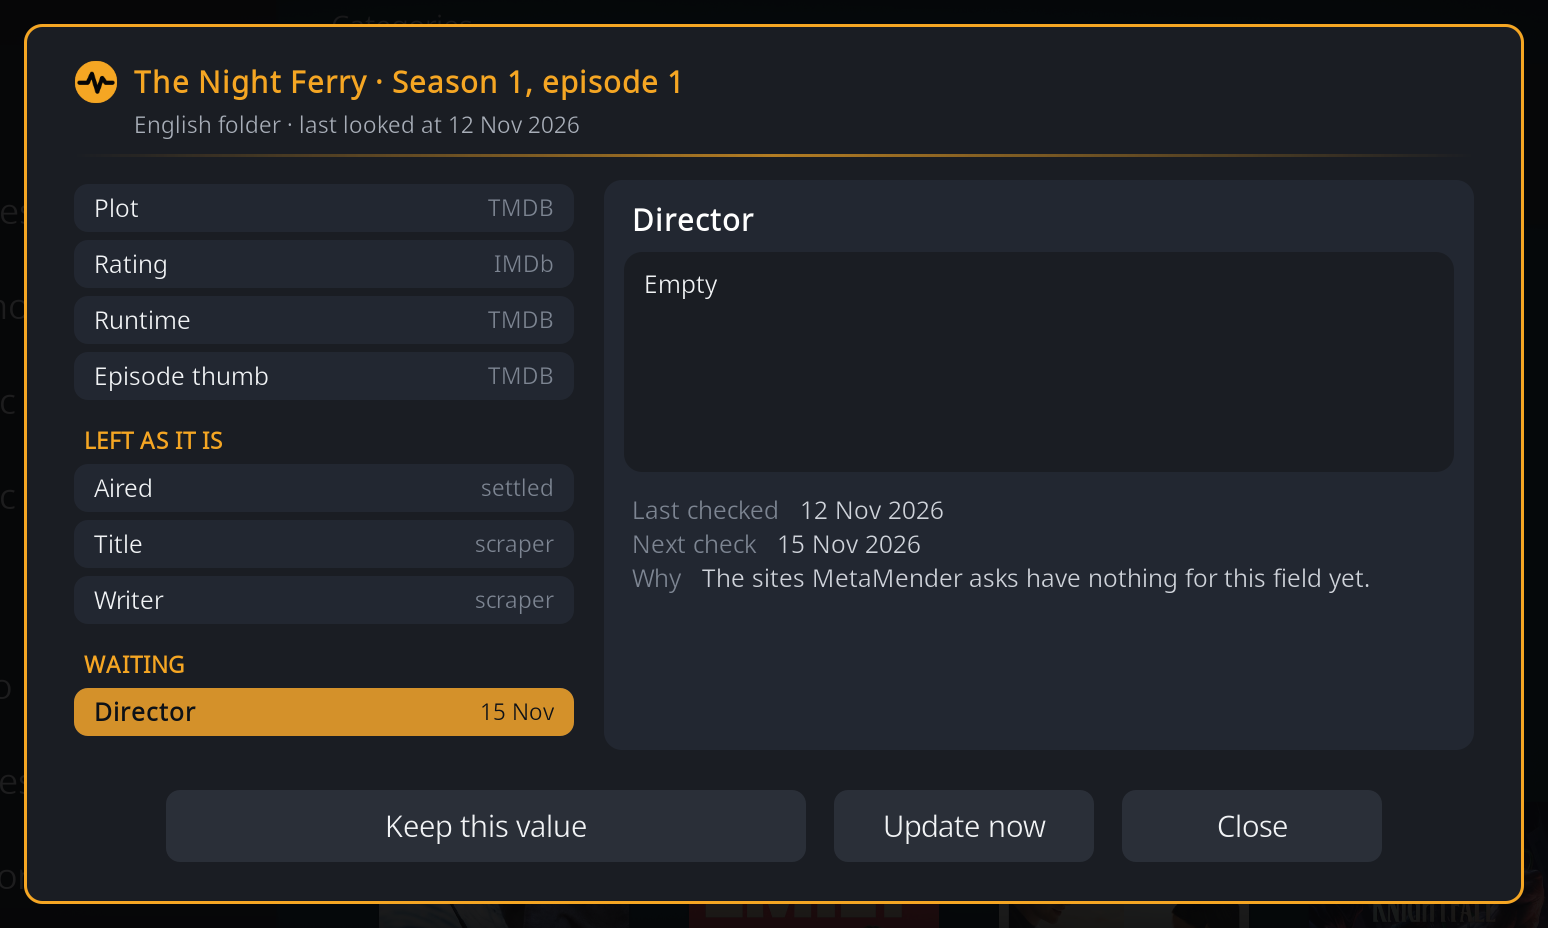 Categories
The Night Ferry · Season 1, episode 1
English folder · last looked at 12 Nov 2026
Plot TMDB
Rating IMDb
Runtime TMDB
Episode thumb TMDB
LEFT AS IT IS
Aired settled
Title scraper
Writer scraper
WAITING
Director 15 Nov
Director
Empty
Last checked 12 Nov 2026
Next check 15 Nov 2026
Why The sites MetaMender asks have nothing for this field yet.
Keep this value
Update now
Close